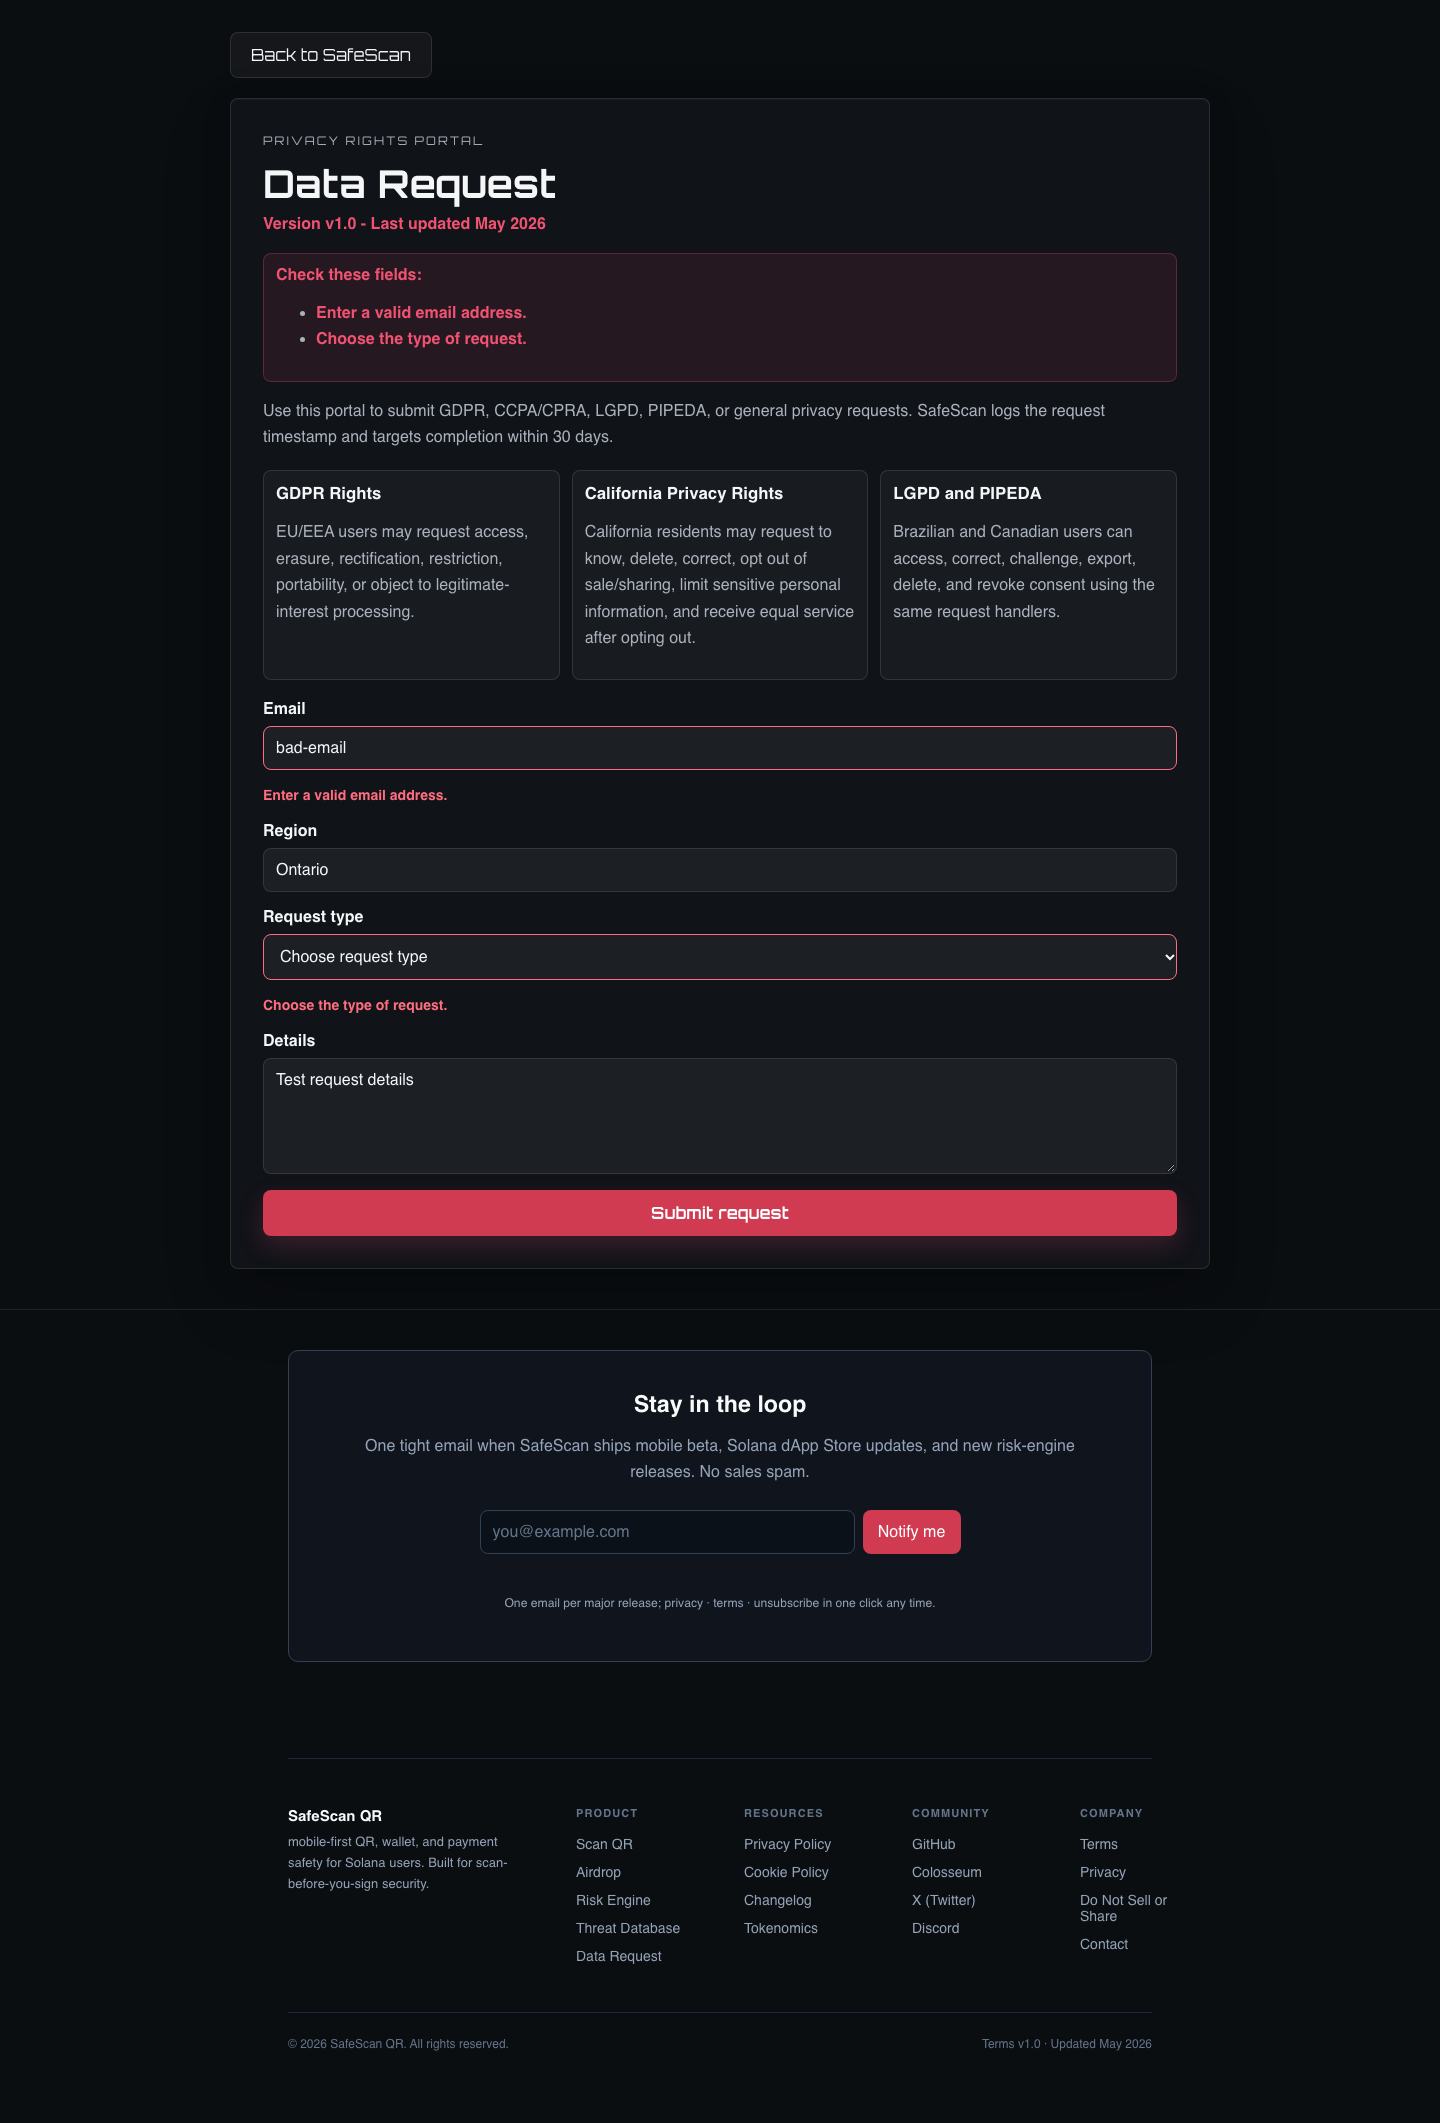 Back to SafeScan
PRIVACY RIGHTS PORTAL
Data Request
Version v1.0 - Last updated May 2026
Check these fields:
Enter a valid email address.
Choose the type of request.
Use this portal to submit GDPR, CCPA/CPRA, LGPD, PIPEDA, or general privacy requests. SafeScan logs the request
timestamp and targets completion within 30 days.
GDPR Rights
EU/EEA users may request access,
erasure, rectification, restriction,
portability, or object to legitimate-
interest processing.
California Privacy Rights
California residents may request to
know, delete, correct, opt out of
sale/sharing, limit sensitive personal
information, and receive equal service
after opting out.
LGPD and PIPEDA
Brazilian and Canadian users can
access, correct, challenge, export,
delete, and revoke consent using the
same request handlers.
Email
bad-email
Enter a valid email address.
Region
Ontario
Request type
Choose request type
Choose the type of request.
Details
Test request details
Submit request
Stay in the loop
One tight email when SafeScan ships mobile beta, Solana dApp Store updates, and new risk-engine
releases. No sales spam.
you@example.com
Notify me
One email per major release; privacy · terms · unsubscribe in one click any time.
SafeScan QR
mobile-first QR, wallet, and payment
safety for Solana users. Built for scan-
before-you-sign security.
PRODUCT
Scan QR
Airdrop
Risk Engine
Threat Database
Data Request
RESOURCES
Privacy Policy
Cookie Policy
Changelog
Tokenomics
COMMUNITY
GitHub
Colosseum
X (Twitter)
Discord
COMPANY
Terms
Privacy
Do Not Sell or
Share
Contact
© 2026 SafeScan QR. All rights reserved.
Terms v1.0 · Updated May 2026